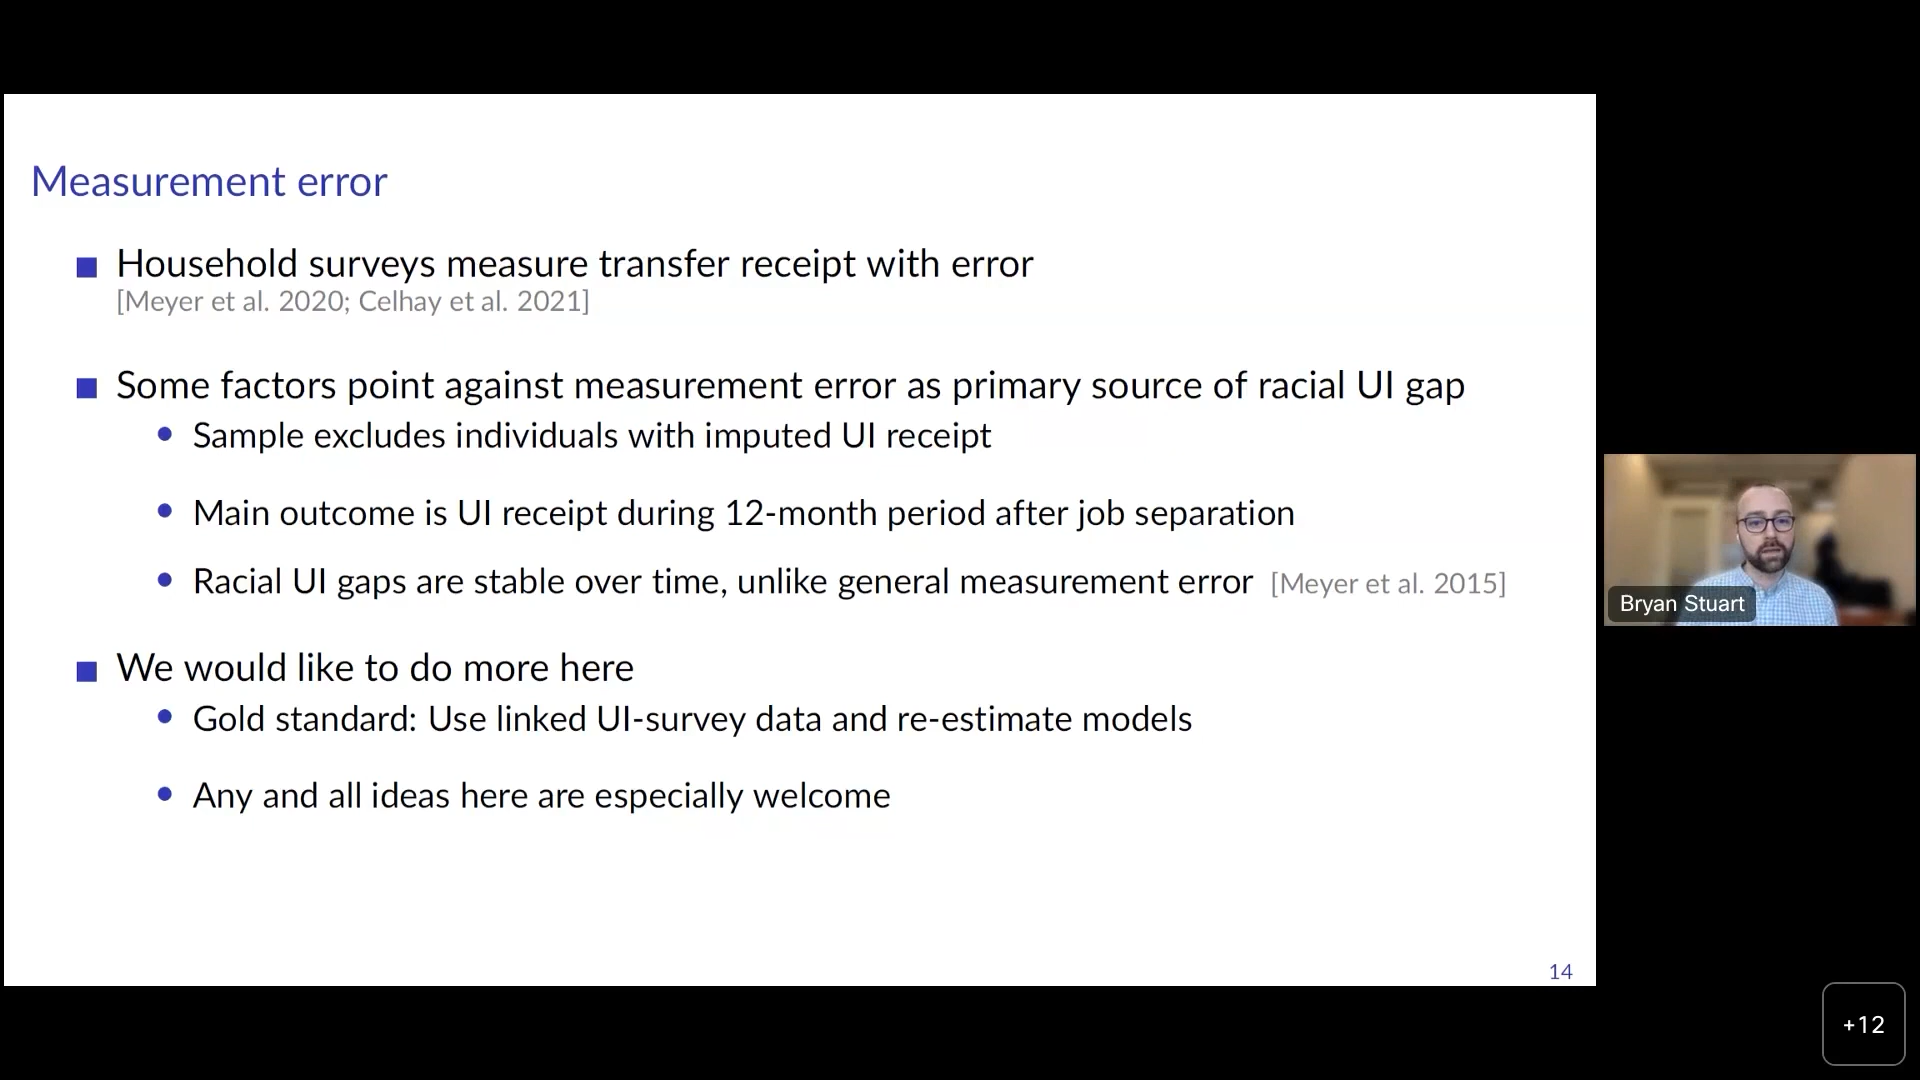 Measurement error
Household surveys measure transfer receipt with error
[Meyer et al. 2020; Celhay et al. 2021]
Some factors point against measurement error as primary source of racial UI gap
Sample excludes individuals with imputed UI receipt
Main outcome is UI receipt during 12-month period after job separation
Racial UI gaps are stable over time, unlike general measurement error [Meyer et al. 2015]
We would like to do more here
Gold standard: Use linked UI-survey data and re-estimate models
Any and all ideas here are especially welcome
14
Bryan Stuart
+12